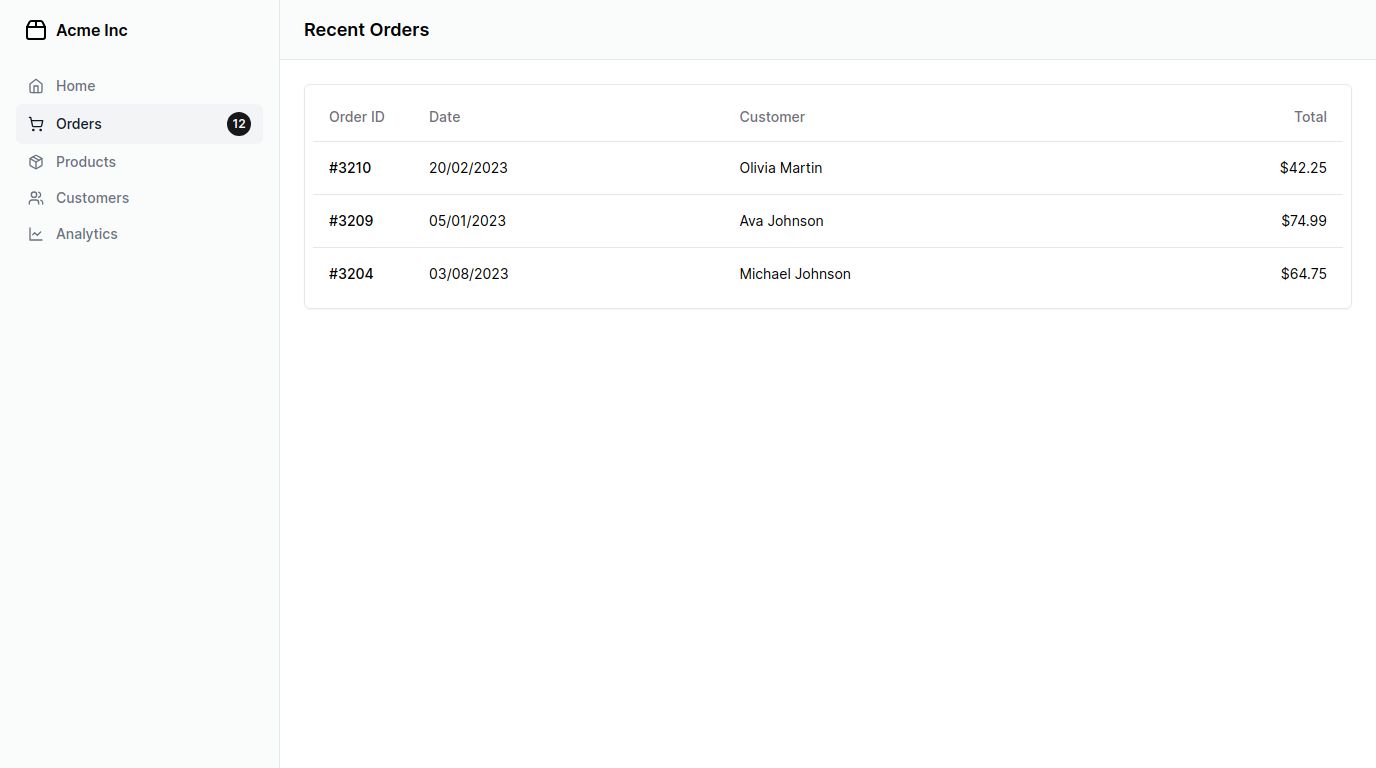 Acme Inc
Home
Orders 12
Products
Customers
Analytics
Recent Orders
Order ID Date Customer Total
#3210 20/02/2023 Olivia Martin $42.25
#3209 05/01/2023 Ava Johnson $74.99
#3204 03/08/2023 Michael Johnson $64.75